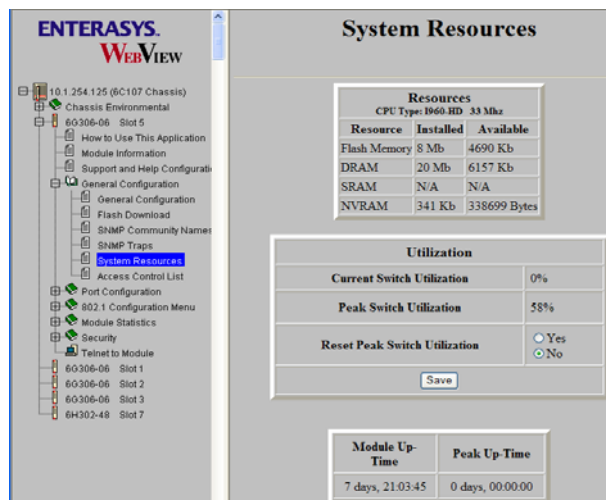 ENTERASYS.
WEBVIEW
10.1.254.125 (6C107 Chassis)
Chassis Environmental
6G306-06 Slot 5
How to Use This Application
Module Information
Support and Help Configurati
General Configuration
General Configuration
Flash Download
SNMP Community Names
SNMP Traps
System Resources
Access Control List
Port Configuration
802.1 Configuration Menu
Module Statistics
Security
Telnet to Module
6G306-06 Slot 1
6G306-06 Slot 2
6G306-06 Slot 3
6H302-48 Slot 7
System Resources
Resources
CPU Type: I960-HD 33 Mhz
Resource Installed Available
Flash Memory 8 Mb 4690 Kb
DRAM 20 Mb 6157 Kb
SRAM N/A N/A
NVRAM 341 Kb 338699 Bytes
Utilization
Current Switch Utilization 0%
Peak Switch Utilization 58%
Reset Peak Switch Utilization Yes
No
Save
Module Up-
Time
Peak Up-Time
7 days, 21:03:45 0 days, 00:00:00